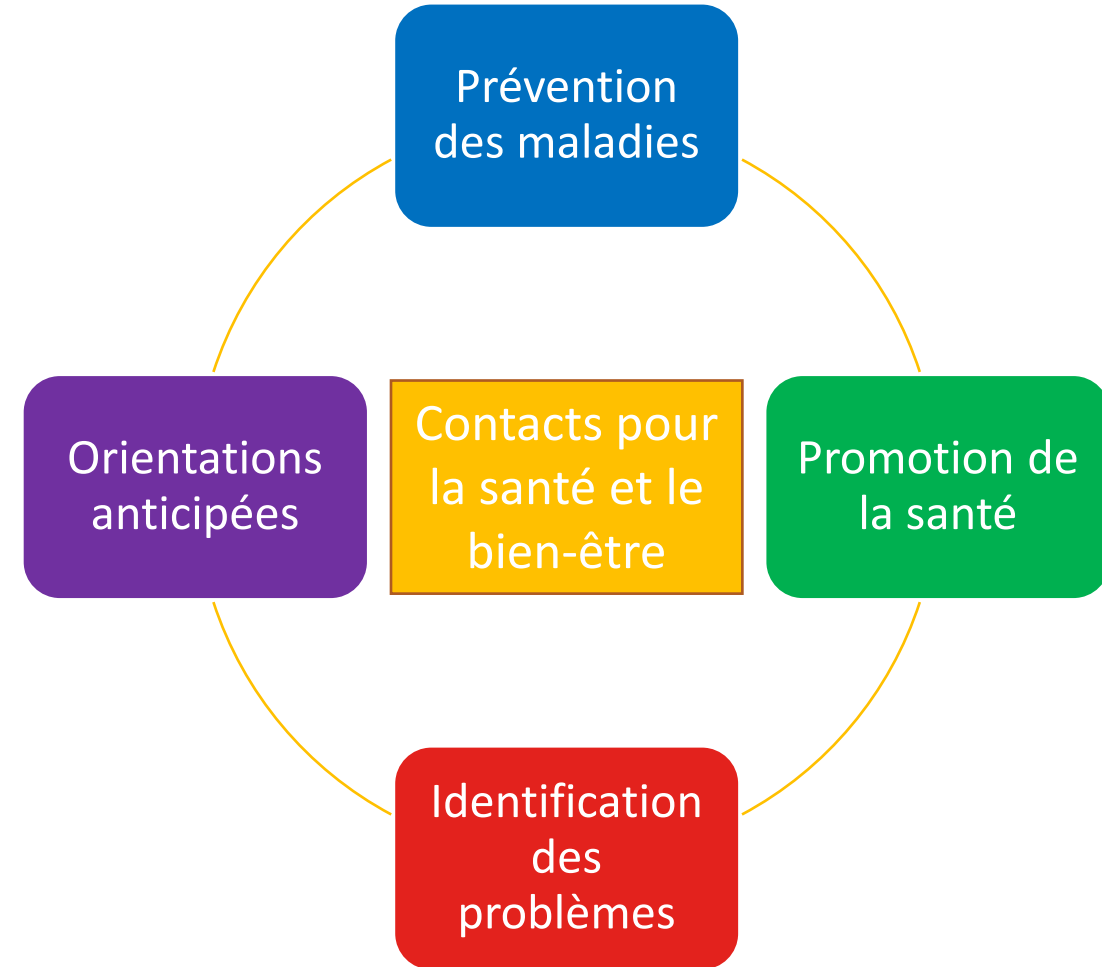 Prévention
des maladies
Orientations
anticipées
Contacts pour
la santé et le
bien-être
Promotion de
la santé
Identification
des
problèmes